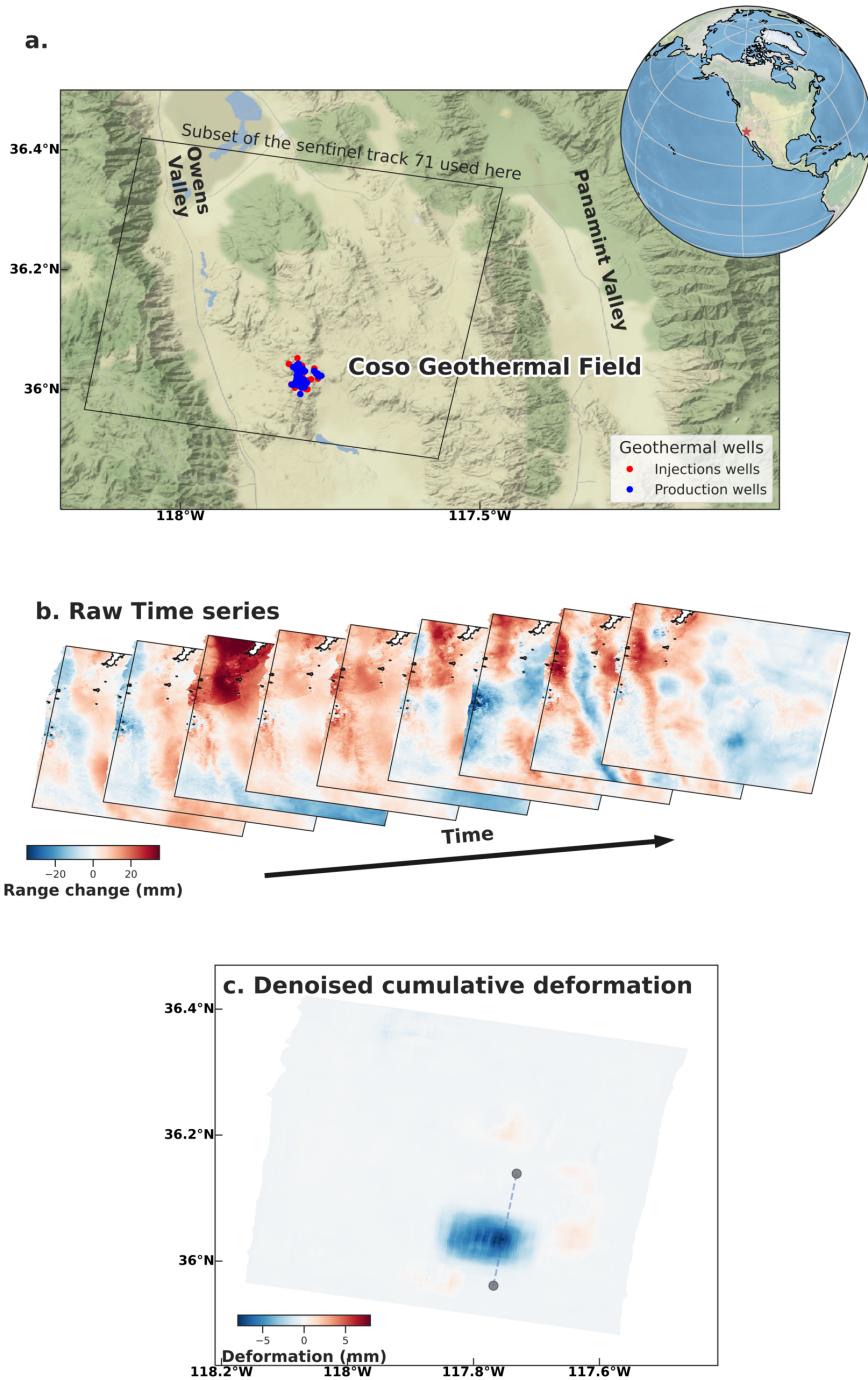 a.
36.4°N
36.2°N
36°N
Subset of the sentinel track 71 used here
Owens
Valley
Panamint Valley
Coso Geothermal Field
Geothermal wells
Injections wells
Production wells
118°W
117.5°W
b. Raw Time series
Time
−20
0
20
Range change (mm)
c. Denoised cumulative deformation
36.4°N
36.2°N
36°N
−5
0
5
Deformation (mm)
118.2°W
118°W
117.8°W
117.6°W